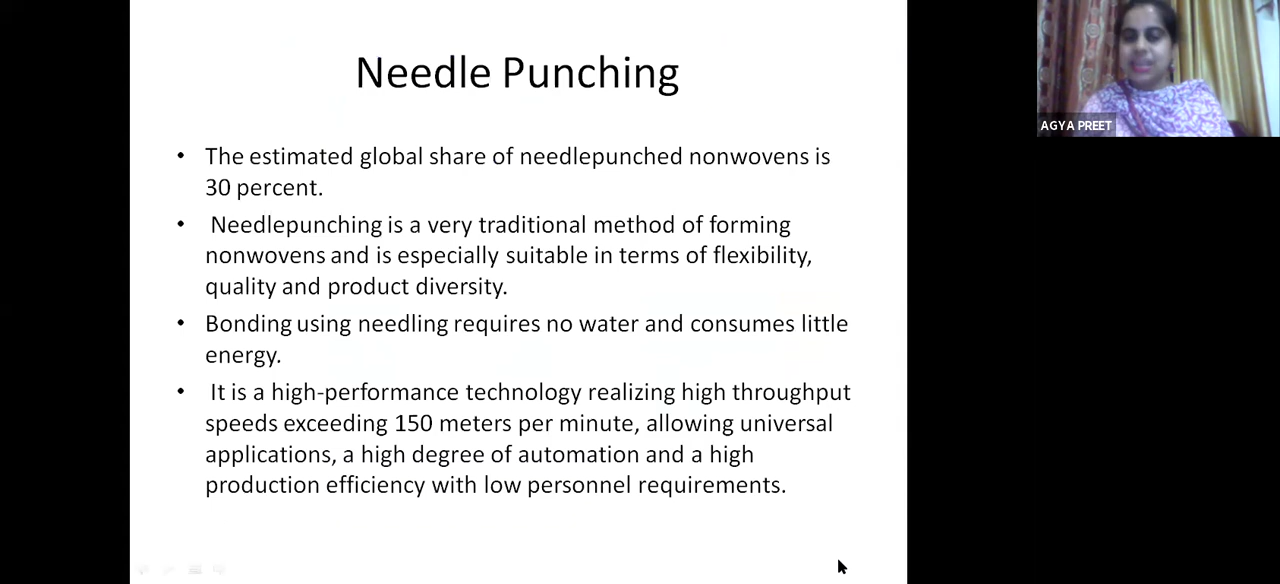 Needle Punching
AGYA PREET
• The estimated global share of needlepunched nonwovens is
30 percent.
• Needlepunching is a very traditional method of forming
nonwovens and is especially suitable in terms of flexibility,
quality and product diversity.
• Bonding using needling requires no water and consumes little
energy.
• It is a high-performance technology realizing high throughput
speeds exceeding 150 meters per minute, allowing universal
applications, a high degree of automation and a high
production efficiency with low personnel requirements.